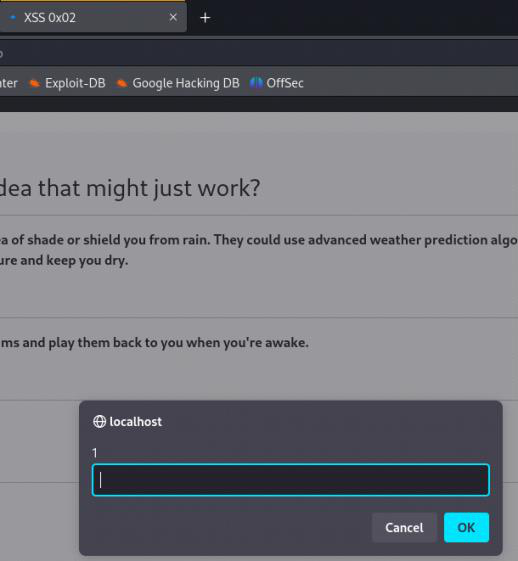 XSS 0x02
Exploit-DB Google Hacking DB OffSec
dea that might just work?
ea of shade or shield you from rain. They could use advanced weather prediction algo
ure and keep you dry.
ms and play them back to you when you're awake.
localhost
1
Cancel OK